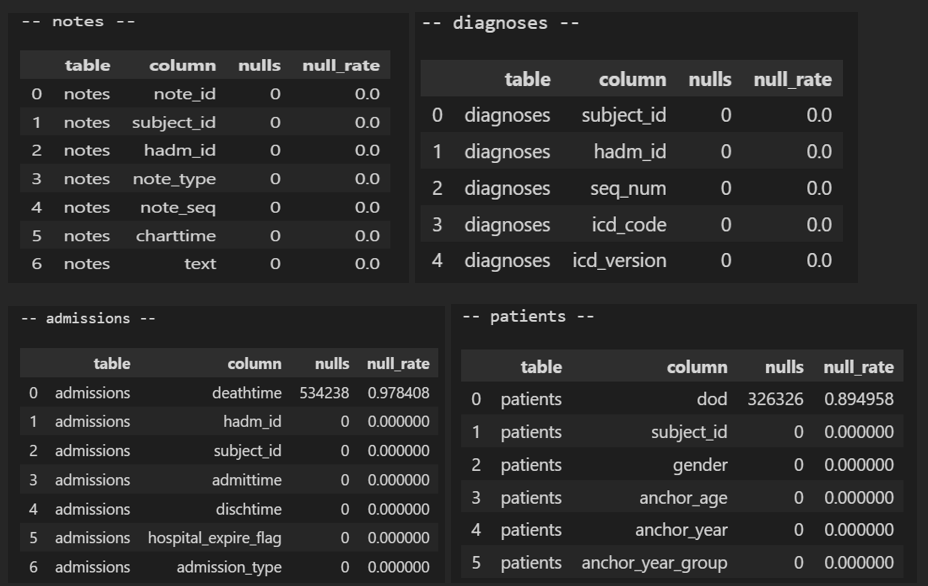 -- notes --
table column nulls null_rate
0 notes note_id 0 0.0
1 notes subject_id 0 0.0
2 notes hadm_id 0 0.0
3 notes note_type 0 0.0
4 notes note_seq 0 0.0
5 notes charttime 0 0.0
6 notes text 0 0.0
-- diagnoses --
table column nulls null_rate
0 diagnoses subject_id 0 0.0
1 diagnoses hadm_id 0 0.0
2 diagnoses seq_num 0 0.0
3 diagnoses icd_code 0 0.0
4 diagnoses icd_version 0 0.0
-- admissions --
table column nulls null_rate
0 admissions deathtime 534238 0.978408
1 admissions hadm_id 0 0.000000
2 admissions subject_id 0 0.000000
3 admissions admittime 0 0.000000
4 admissions dischtime 0 0.000000
5 admissions hospital_expire_flag 0 0.000000
6 admissions admission_type 0 0.000000
-- patients --
table column nulls null_rate
0 patients dod 326326 0.894958
1 patients subject_id 0 0.000000
2 patients gender 0 0.000000
3 patients anchor_age 0 0.000000
4 patients anchor_year 0 0.000000
5 patients anchor_year_group 0 0.000000